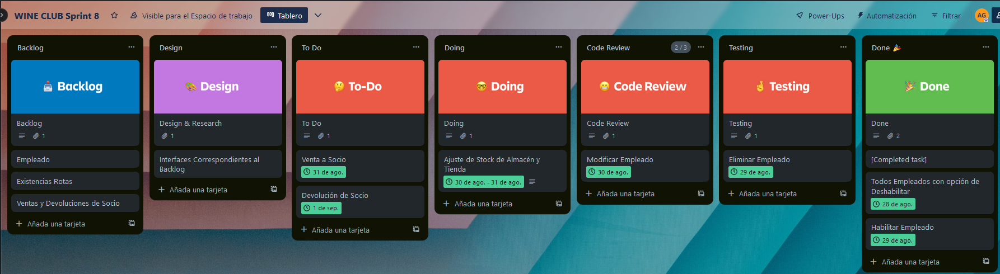 WINE CLUB Sprint 8
Visible para el Espacio de trabajo
Tablero
Power-Ups
Automatización
Filtrar
AG
Backlog
Backlog
Backlog
1
Empleado
Existencias Rotas
Ventas y Devoluciones de Socio
Añada una tarjeta
Design
Design
Design & Research
1
Interfaces Correspondientes al
Backlog
Añada una tarjeta
To Do
To-Do
To Do
1
Venta a Socio
31 de ago.
Devolución de Socio
1 de sep.
Añada una tarjeta
Doing
Doing
Doing
1
Ajuste de Stock de Almacén y
Tienda
30 de ago. - 31 de ago.
Añada una tarjeta
Code Review
2 / 3
Code Review
Code Review
1
Modificar Empleado
30 de ago.
Añada una tarjeta
Testing
Testing
Testing
1
Eliminar Empleado
29 de ago.
Añada una tarjeta
Done 🎉
Done
Done
2
[Completed task]
Todos Empleados con opción de
Deshabilitar
28 de ago.
Habilitar Empleado
29 de ago.
Añada una tarjeta